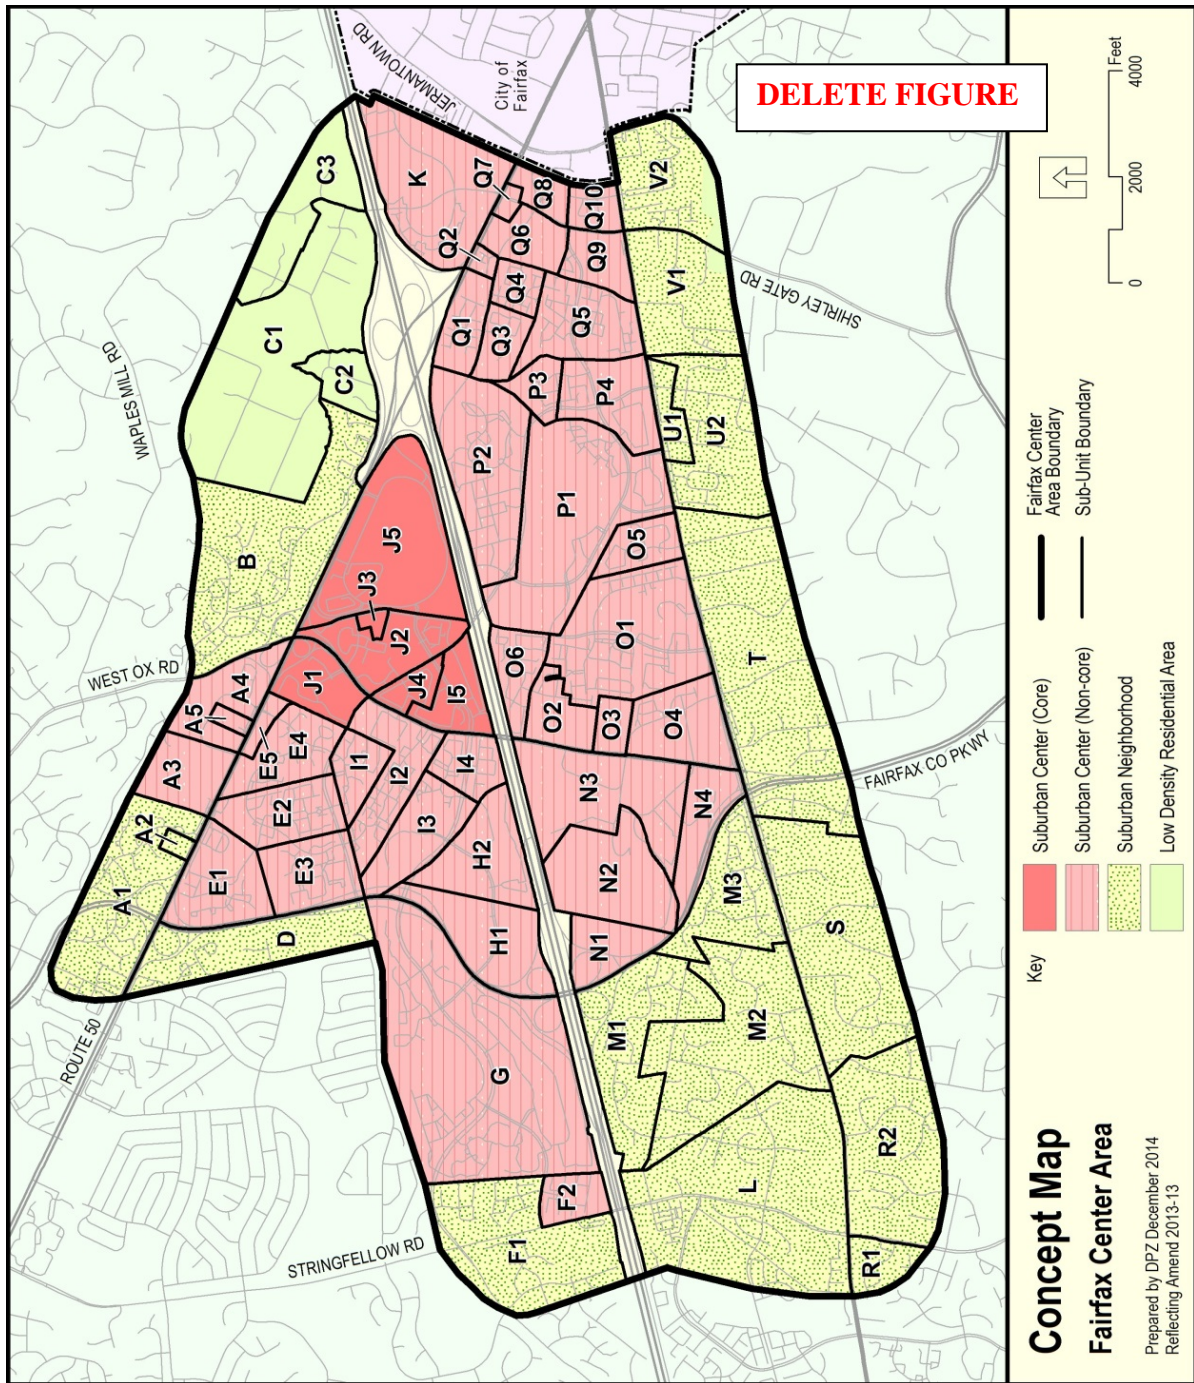 DELETE FIGURE
City of
Fairfax
JERMANTOWN RD
WAPLES MILL RD
WEST OX RD
ROUTE 50
STRINGFELLOW RD
SHIRLEY GATE RD
FAIRFAX CO PKWY
A1
A2
A3
A4
A5
B
C1
C2
C3
D
E1
E2
E3
E4
E5
F1
F2
G
H1
H2
I1
I2
I3
I4
I5
J1
J2
J3
J4
J5
K
L
M1
M2
M3
N1
N2
N3
N4
O1
O2
O3
O4
O5
O6
P1
P2
P3
P4
Q1
Q2
Q3
Q4
Q5
Q6
Q7
Q8
Q9
Q10
R1
R2
S
T
U1
U2
V1
V2
Concept Map
Fairfax Center Area
Prepared by DPZ December 2014
Reflecting Amend 2013-13
Key
Suburban Center (Core)
Suburban Center (Non-core)
Suburban Neighborhood
Low Density Residential Area
Fairfax Center
Area Boundary
Sub-Unit Boundary
0
2000
4000
Feet